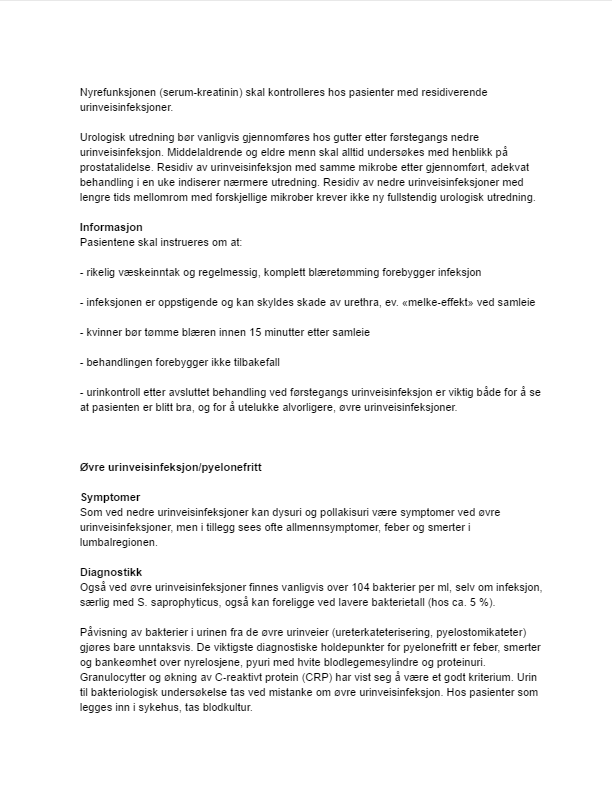 Nyrefunksjonen (serum-kreatinin) skal kontrolleres hos pasienter med residiverende
urinveisinfeksjoner.
Urologisk utredning bør vanligvis gjennomføres hos gutter etter førstegangs nedre
urinveisinfeksjon. Middelaldrende og eldre menn skal alltid undersøkes med henblikk på
prostatalidelse. Residiv av urinveisinfeksjon med samme mikrobe etter gjennomført, adekvat
behandling i en uke indiserer nærmere utredning. Residiv av nedre urinveisinfeksjoner med
lengre tids mellomrom med forskjellige mikrober krever ikke ny fullstendig urologisk utredning.
Informasjon
Pasientene skal instrueres om at:
- rikelig væskeinntak og regelmessig, komplett blæretømming forebygger infeksjon
- infeksjonen er oppstigende og kan skyldes skade av urethra, ev. «melke-effekt» ved samleie
- kvinner bør tømme blæren innen 15 minutter etter samleie
- behandlingen forebygger ikke tilbakefall
- urinkontroll etter avsluttet behandling ved førstegangs urinveisinfeksjon er viktig både for å se
at pasienten er blitt bra, og for å utelukke alvorligere, øvre urinveisinfeksjoner.
Øvre urinveisinfeksjon/pyelonefritt
Symptomer
Som ved nedre urinveisinfeksjoner kan dysuri og pollakisuri være symptomer ved øvre
urinveisinfeksjoner, men i tillegg sees ofte allmennsymptomer, feber og smerter i
lumbalregionen.
Diagnostikk
Også ved øvre urinveisinfeksjoner finnes vanligvis over 104 bakterier per ml, selv om infeksjon,
særlig med S. saprophyticus, også kan foreligge ved lavere bakterietall (hos ca. 5 %).
Påvisning av bakterier i urinen fra de øvre urinveier (ureterkateterisering, pyelostomikateter)
gjøres bare unntaksvis. De viktigste diagnostiske holdepunkter for pyelonefritt er feber, smerter
og bankeømhet over nyrelosjene, pyuri med hvite blodlegemesylindre og proteinuri.
Granulocytter og økning av C-reaktivt protein (CRP) har vist seg å være et godt kriterium. Urin
til bakteriologisk undersøkelse tas ved mistanke om øvre urinveisinfeksjon. Hos pasienter som
legges inn i sykehus, tas blodkultur.